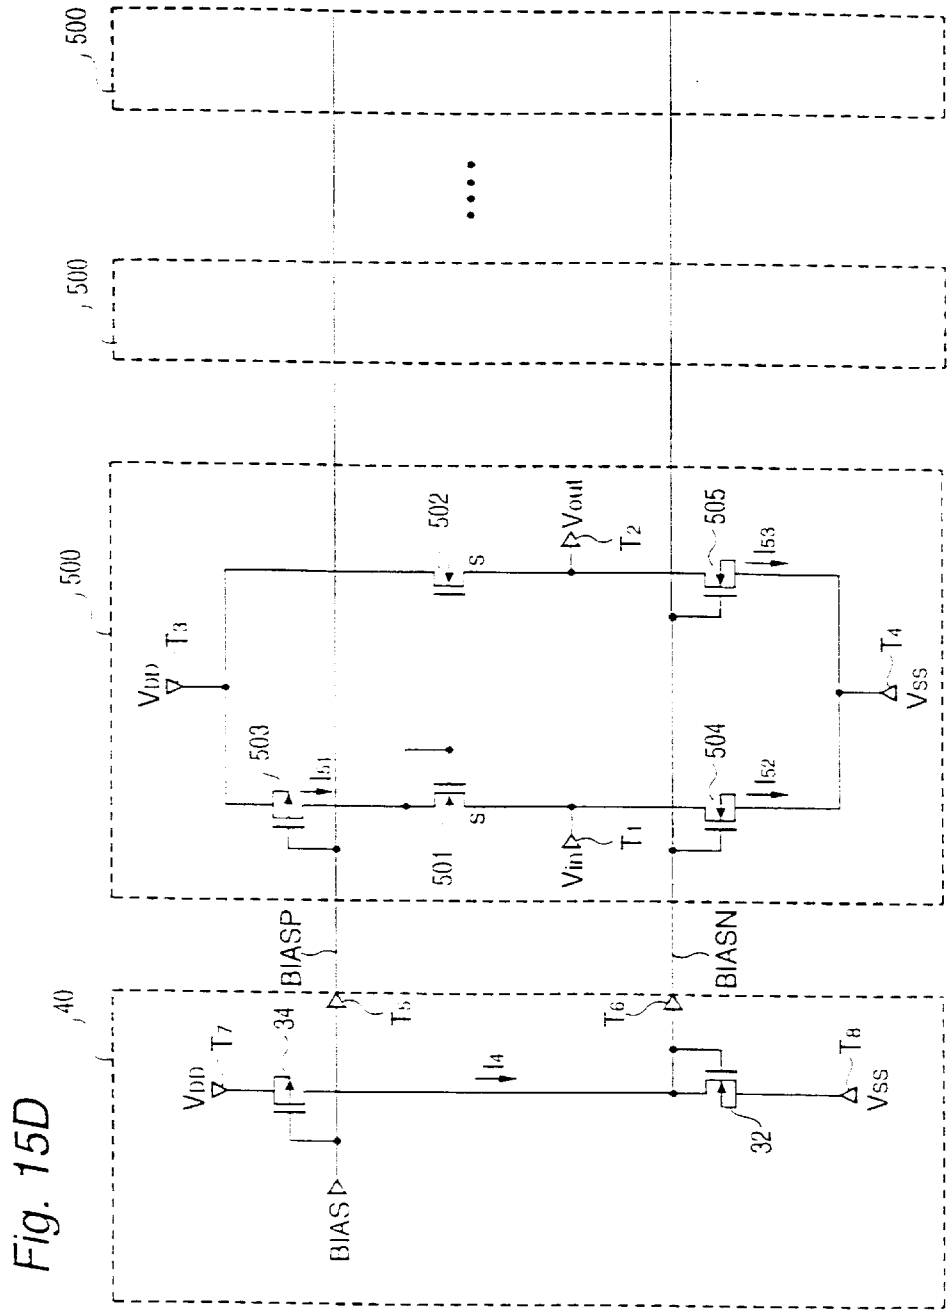 Fig. 15D
40
VDD
T7
34
BIAS
T5
I4
T6
32
T8
VSS
BIASP
BIASN
500
VDD
T3
503
I51
501
S
502
S
Vin
T1
Vout
T2
504
I52
505
I53
T4
VSS
500
500